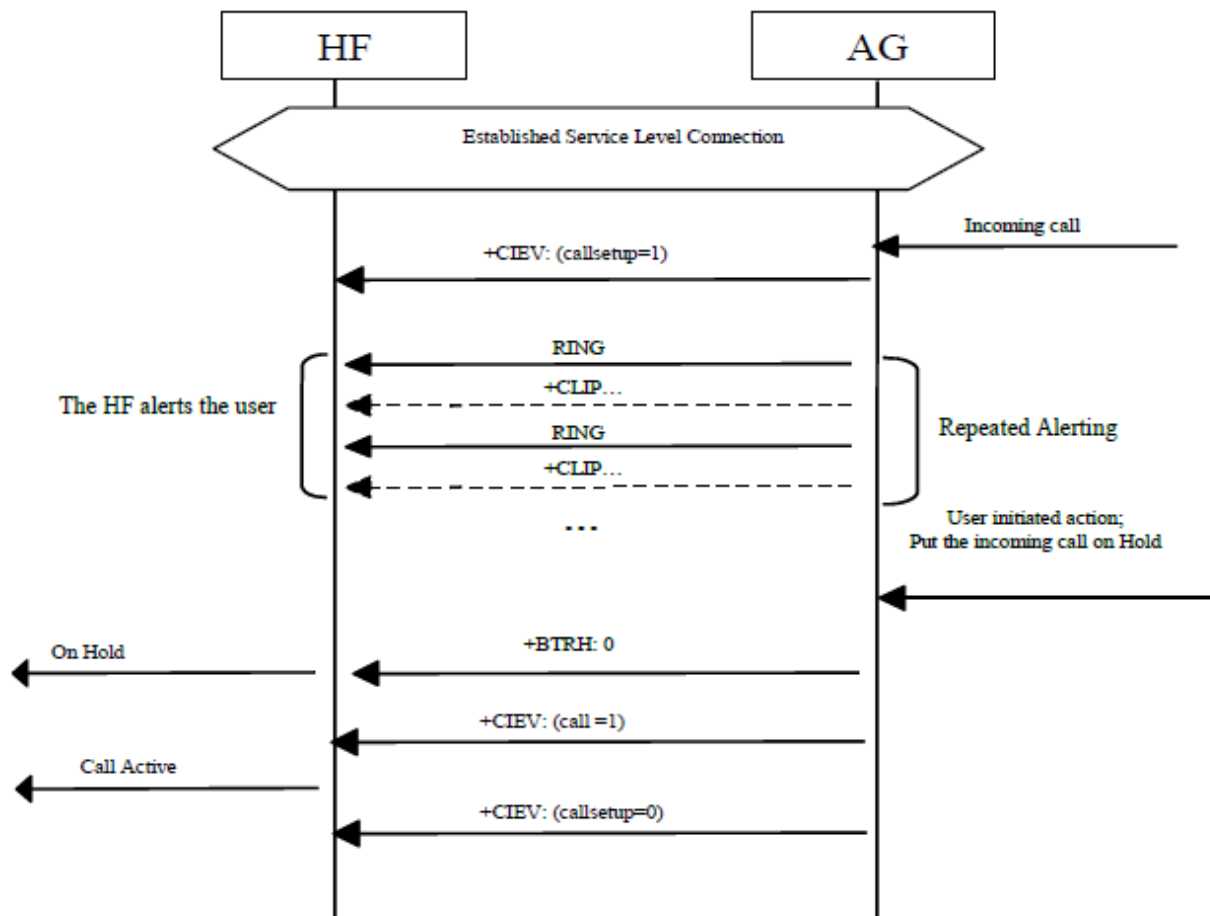 HF
AG
Established Service Level Connection
Incoming call
+CIEV: (callsetup=1)
RING
+CLIP…
The HF alerts the user
RING
Repeated Alerting
+CLIP…
…
User initiated action;
Put the incoming call on Hold
+BTRH: 0
On Hold
+CIEV: (call =1)
Call Active
+CIEV: (callsetup=0)